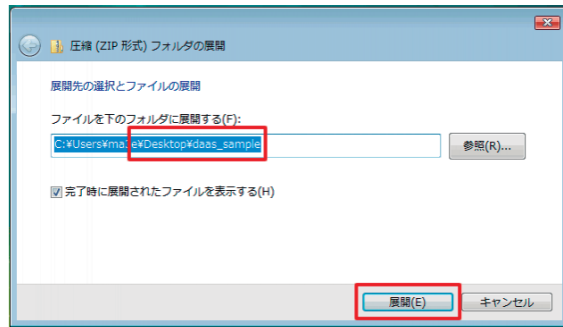 圧縮 (ZIP 形式) フォルダの展開
展開先の選択とファイルの展開
ファイルを下のフォルダに展開する(F):
C:¥Users¥ma3e¥Desktop¥daas_sample
参照(R)...
完了時に展開されたファイルを表示する(H)
展開(E)
キャンセル